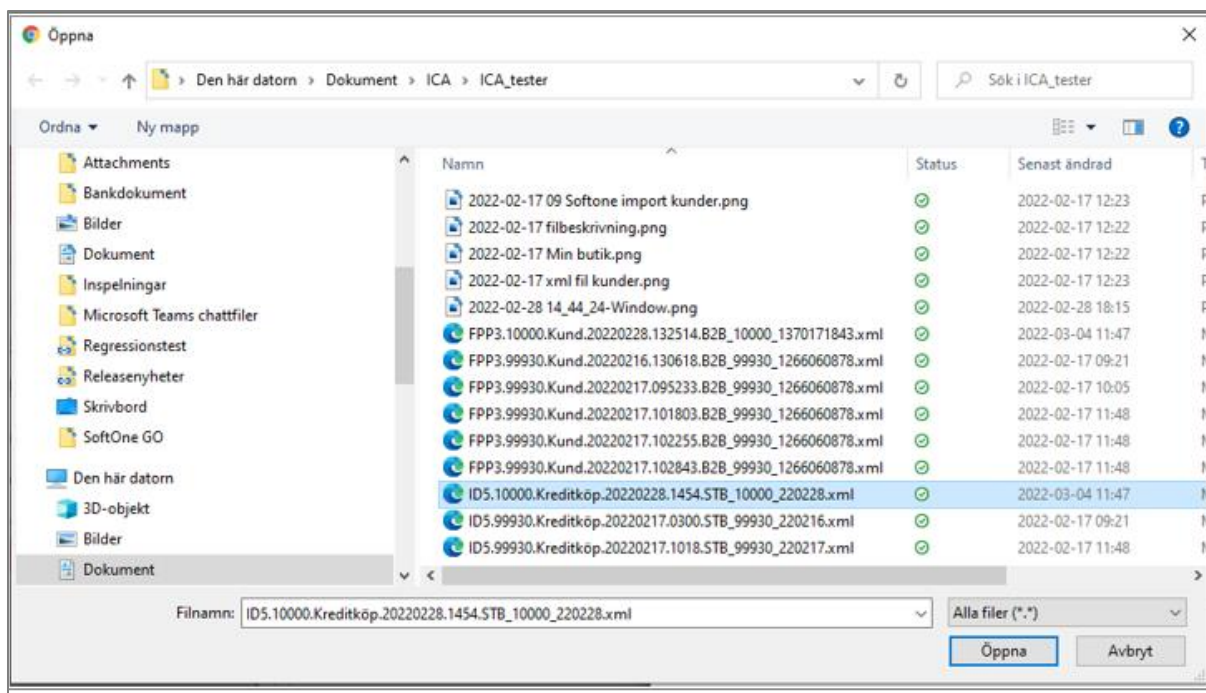 Öppna
Den här datorn > Dokument > ICA > ICA_tester
Sök i ICA_tester
Ordna
Ny mapp
Attachments
Bankdokument
Bilder
Dokument
Inspelningar
Microsoft Teams chattfiler
Regressionstest
Releasenyheter
Skrivbord
SoftOne GO
Den här datorn
3D-objekt
Bilder
Dokument
Namn Status Senast ändrad
2022-02-17 09 Softone import kunder.png 2022-02-17 12:23
2022-02-17 filbeskrivning.png 2022-02-17 12:22
2022-02-17 Min butik.png 2022-02-17 12:22
2022-02-17 xml fil kunder.png 2022-02-17 12:23
2022-02-28 14_44_24-Window.png 2022-02-28 18:15
FPP3.10000.Kund.20220228.132514.B2B_10000_1370171843.xml 2022-03-04 11:47
FPP3.99930.Kund.20220216.130618.B2B_99930_1266060878.xml 2022-02-17 09:21
FPP3.99930.Kund.20220217.095233.B2B_99930_1266060878.xml 2022-02-17 10:05
FPP3.99930.Kund.20220217.101803.B2B_99930_1266060878.xml 2022-02-17 11:48
FPP3.99930.Kund.20220217.102255.B2B_99930_1266060878.xml 2022-02-17 11:48
FPP3.99930.Kund.20220217.102843.B2B_99930_1266060878.xml 2022-02-17 11:48
ID5.10000.Kreditköp.20220228.1454.STB_10000_220228.xml 2022-03-04 11:47
ID5.99930.Kreditköp.20220217.0300.STB_99930_220216.xml 2022-02-17 09:21
ID5.99930.Kreditköp.20220217.1018.STB_99930_220217.xml 2022-02-17 11:48
Filnamn: ID5.10000.Kreditköp.20220228.1454.STB_10000_220228.xml
Alla filer (*.*)
Öppna
Avbryt